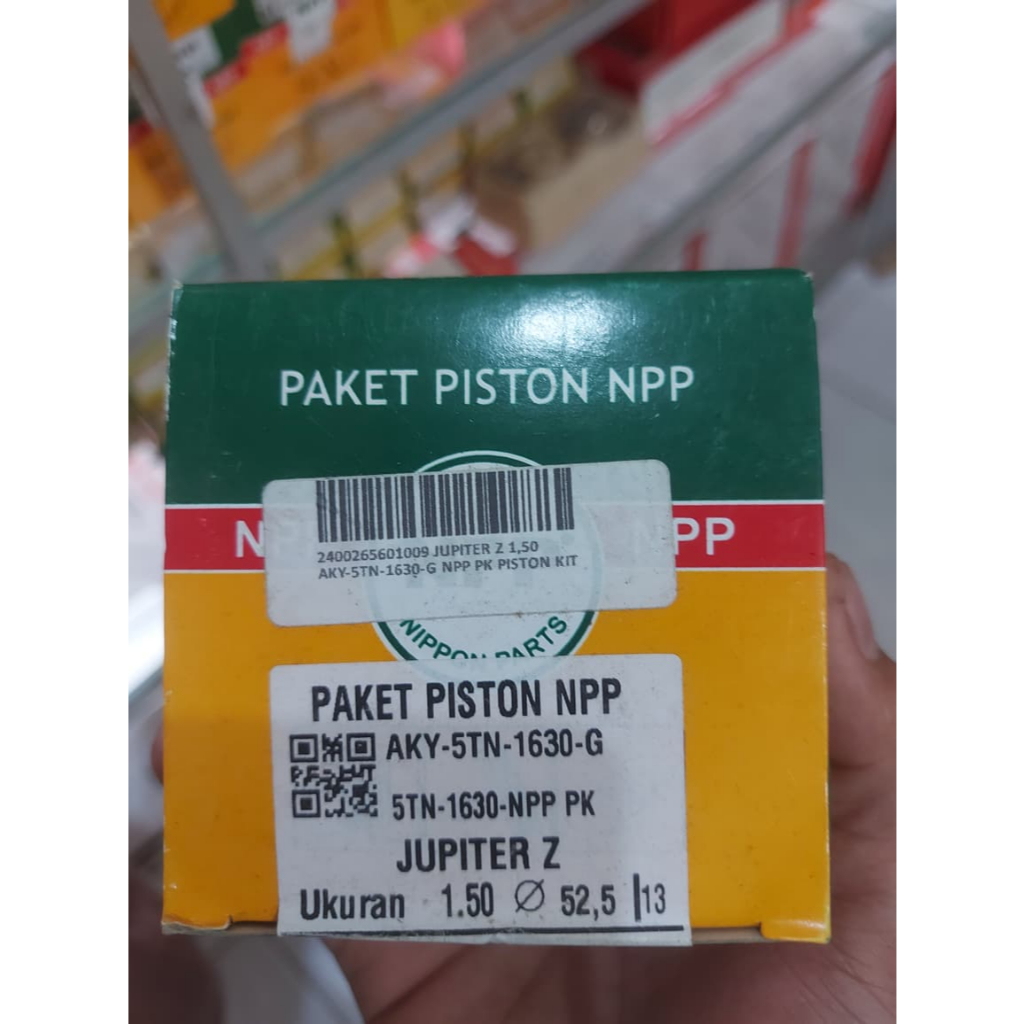 PAKET PISTON NPP
NPP
2400265601009 JUPITER Z 1,50
AKY-5TN-1630-G NPP PK PISTON KIT
NIPPON PARTS
PAKET PISTON NPP
AKY-5TN-1630-G
5TN-1630-NPP PK
JUPITER Z
Ukuran 1.50 Ø 52,5 |13